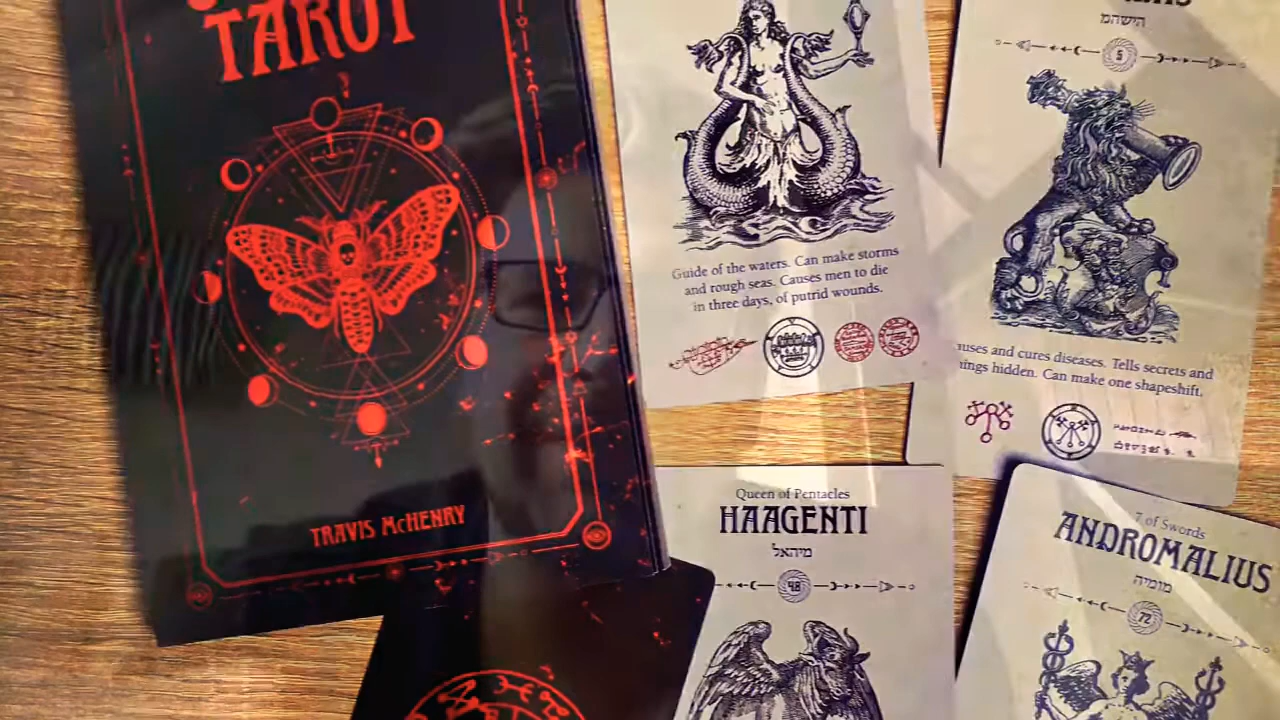 TAROT
TRAVIS McHENRY
Guide of the waters. Can make storms
and rough seas. Causes men to die
in three days, of putrid wounds.
הישהמ
5
auses and cures diseases. Tells secrets and
hings hidden. Can make one shapeshift.
Queen of Pentacles
HAAGENTI
מיהאל
48
7 of Swords
ANDROMALIUS
מומיה
72